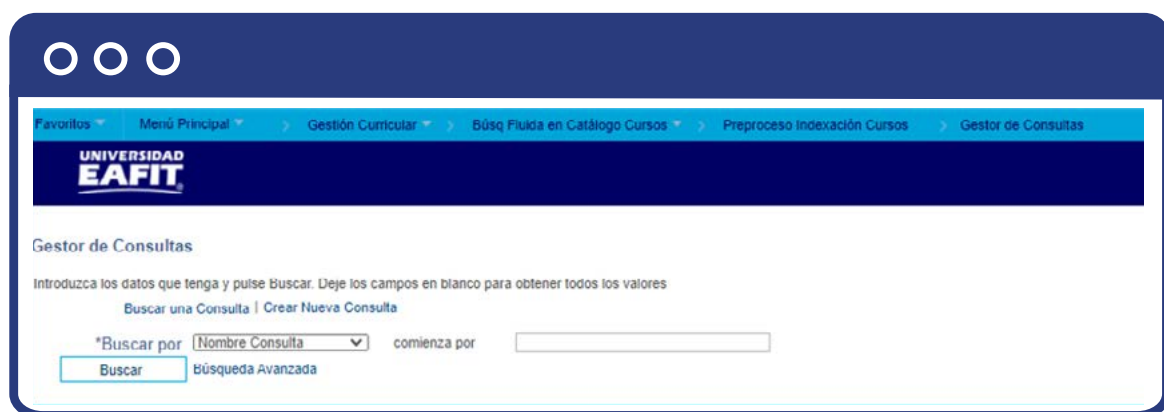 Favoritos Menú Principal > Gestión Curricular > Búsq Fluida en Catálogo Cursos > Preproceso Indexación Cursos > Gestor de Consultas
UNIVERSIDAD
EAFIT
Gestor de Consultas
Introduzca los datos que tenga y pulse Buscar. Deje los campos en blanco para obtener todos los valores
Buscar una Consulta | Crear Nueva Consulta
*Buscar por Nombre Consulta comienza por
Buscar Búsqueda Avanzada